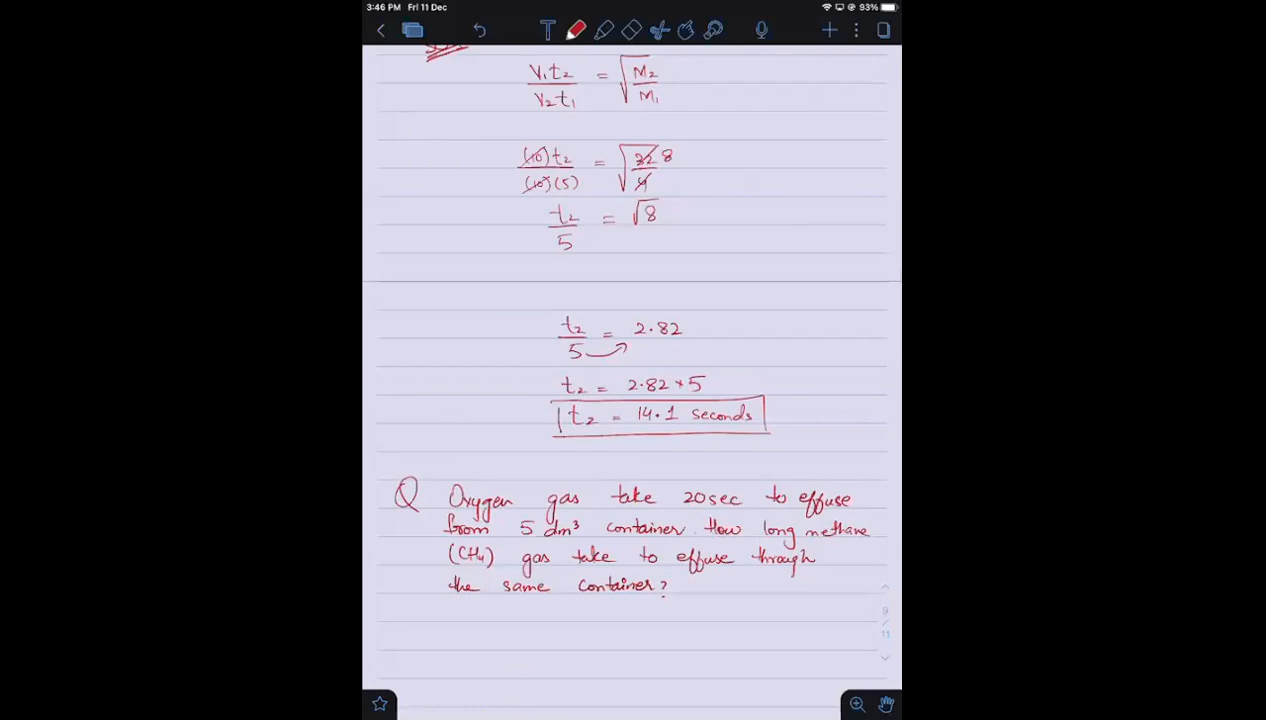 3:46 PM Fri 11 Dec
93%
V₁t₂ / V₂t₁ = √(M₂ / M₁)
(10)t₂ / (10)(5) = √(32 / 4) 8
t₂ / 5 = √8
t₂ / 5 = 2.82
t₂ = 2.82 * 5
t₂ = 14.1 seconds
Q Oxygen gas take 20sec to effuse
from 5 dm³ container. How long methane
(CH₄) gas take to effuse through
the same container?
9
/
11